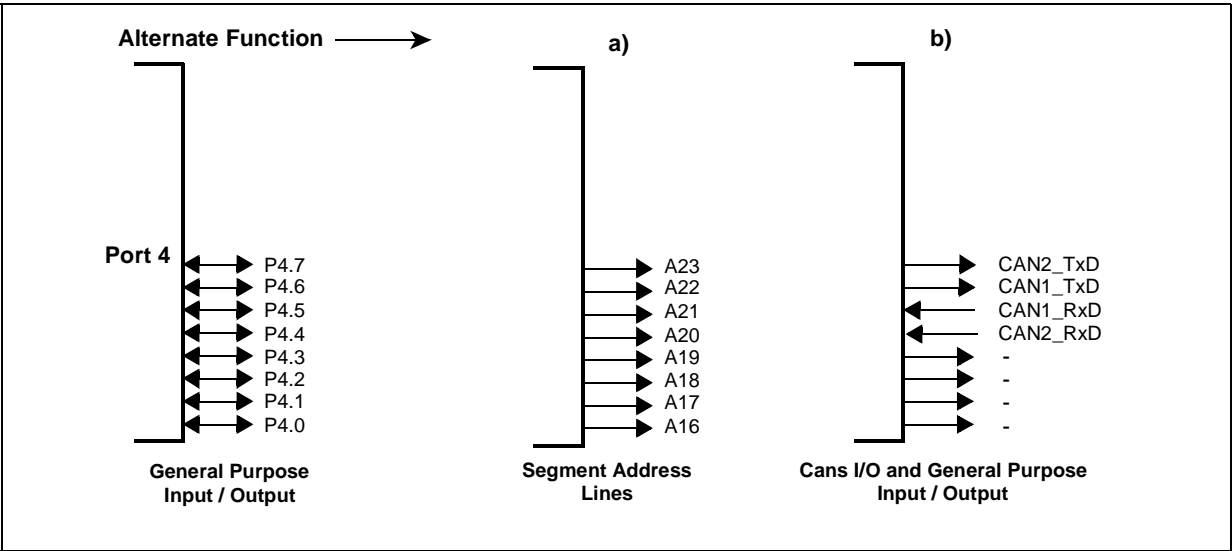 Alternate Function
a)
b)
Port 4
P4.7
P4.6
P4.5
P4.4
P4.3
P4.2
P4.1
P4.0
General Purpose
Input / Output
A23
A22
A21
A20
A19
A18
A17
A16
Segment Address
Lines
CAN2_TxD
CAN1_TxD
CAN1_RxD
CAN2_RxD
-
-
-
-
Cans I/O and General Purpose
Input / Output